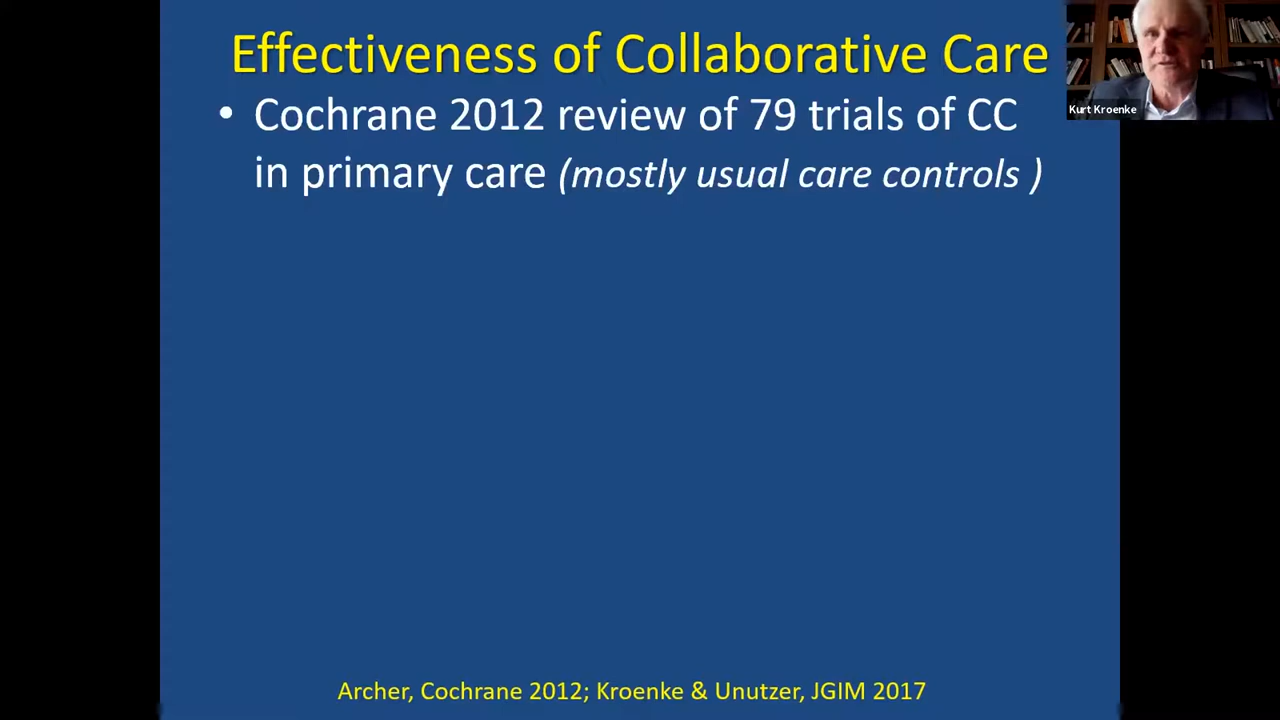 Effectiveness of Collaborative Care
• Cochrane 2012 review of 79 trials of CC
in primary care (mostly usual care controls )
Kurt Kroenke
Archer, Cochrane 2012; Kroenke & Unutzer, JGIM 2017